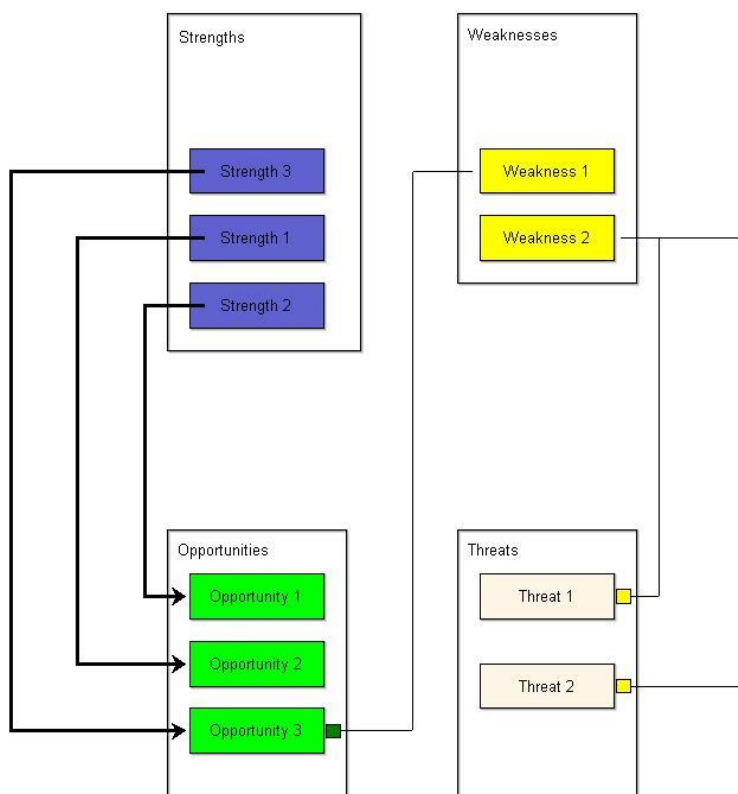 Strengths
Strength 3
Strength 1
Strength 2
Weaknesses
Weakness 1
Weakness 2
Opportunities
Opportunity 1
Opportunity 2
Opportunity 3
Threats
Threat 1
Threat 2